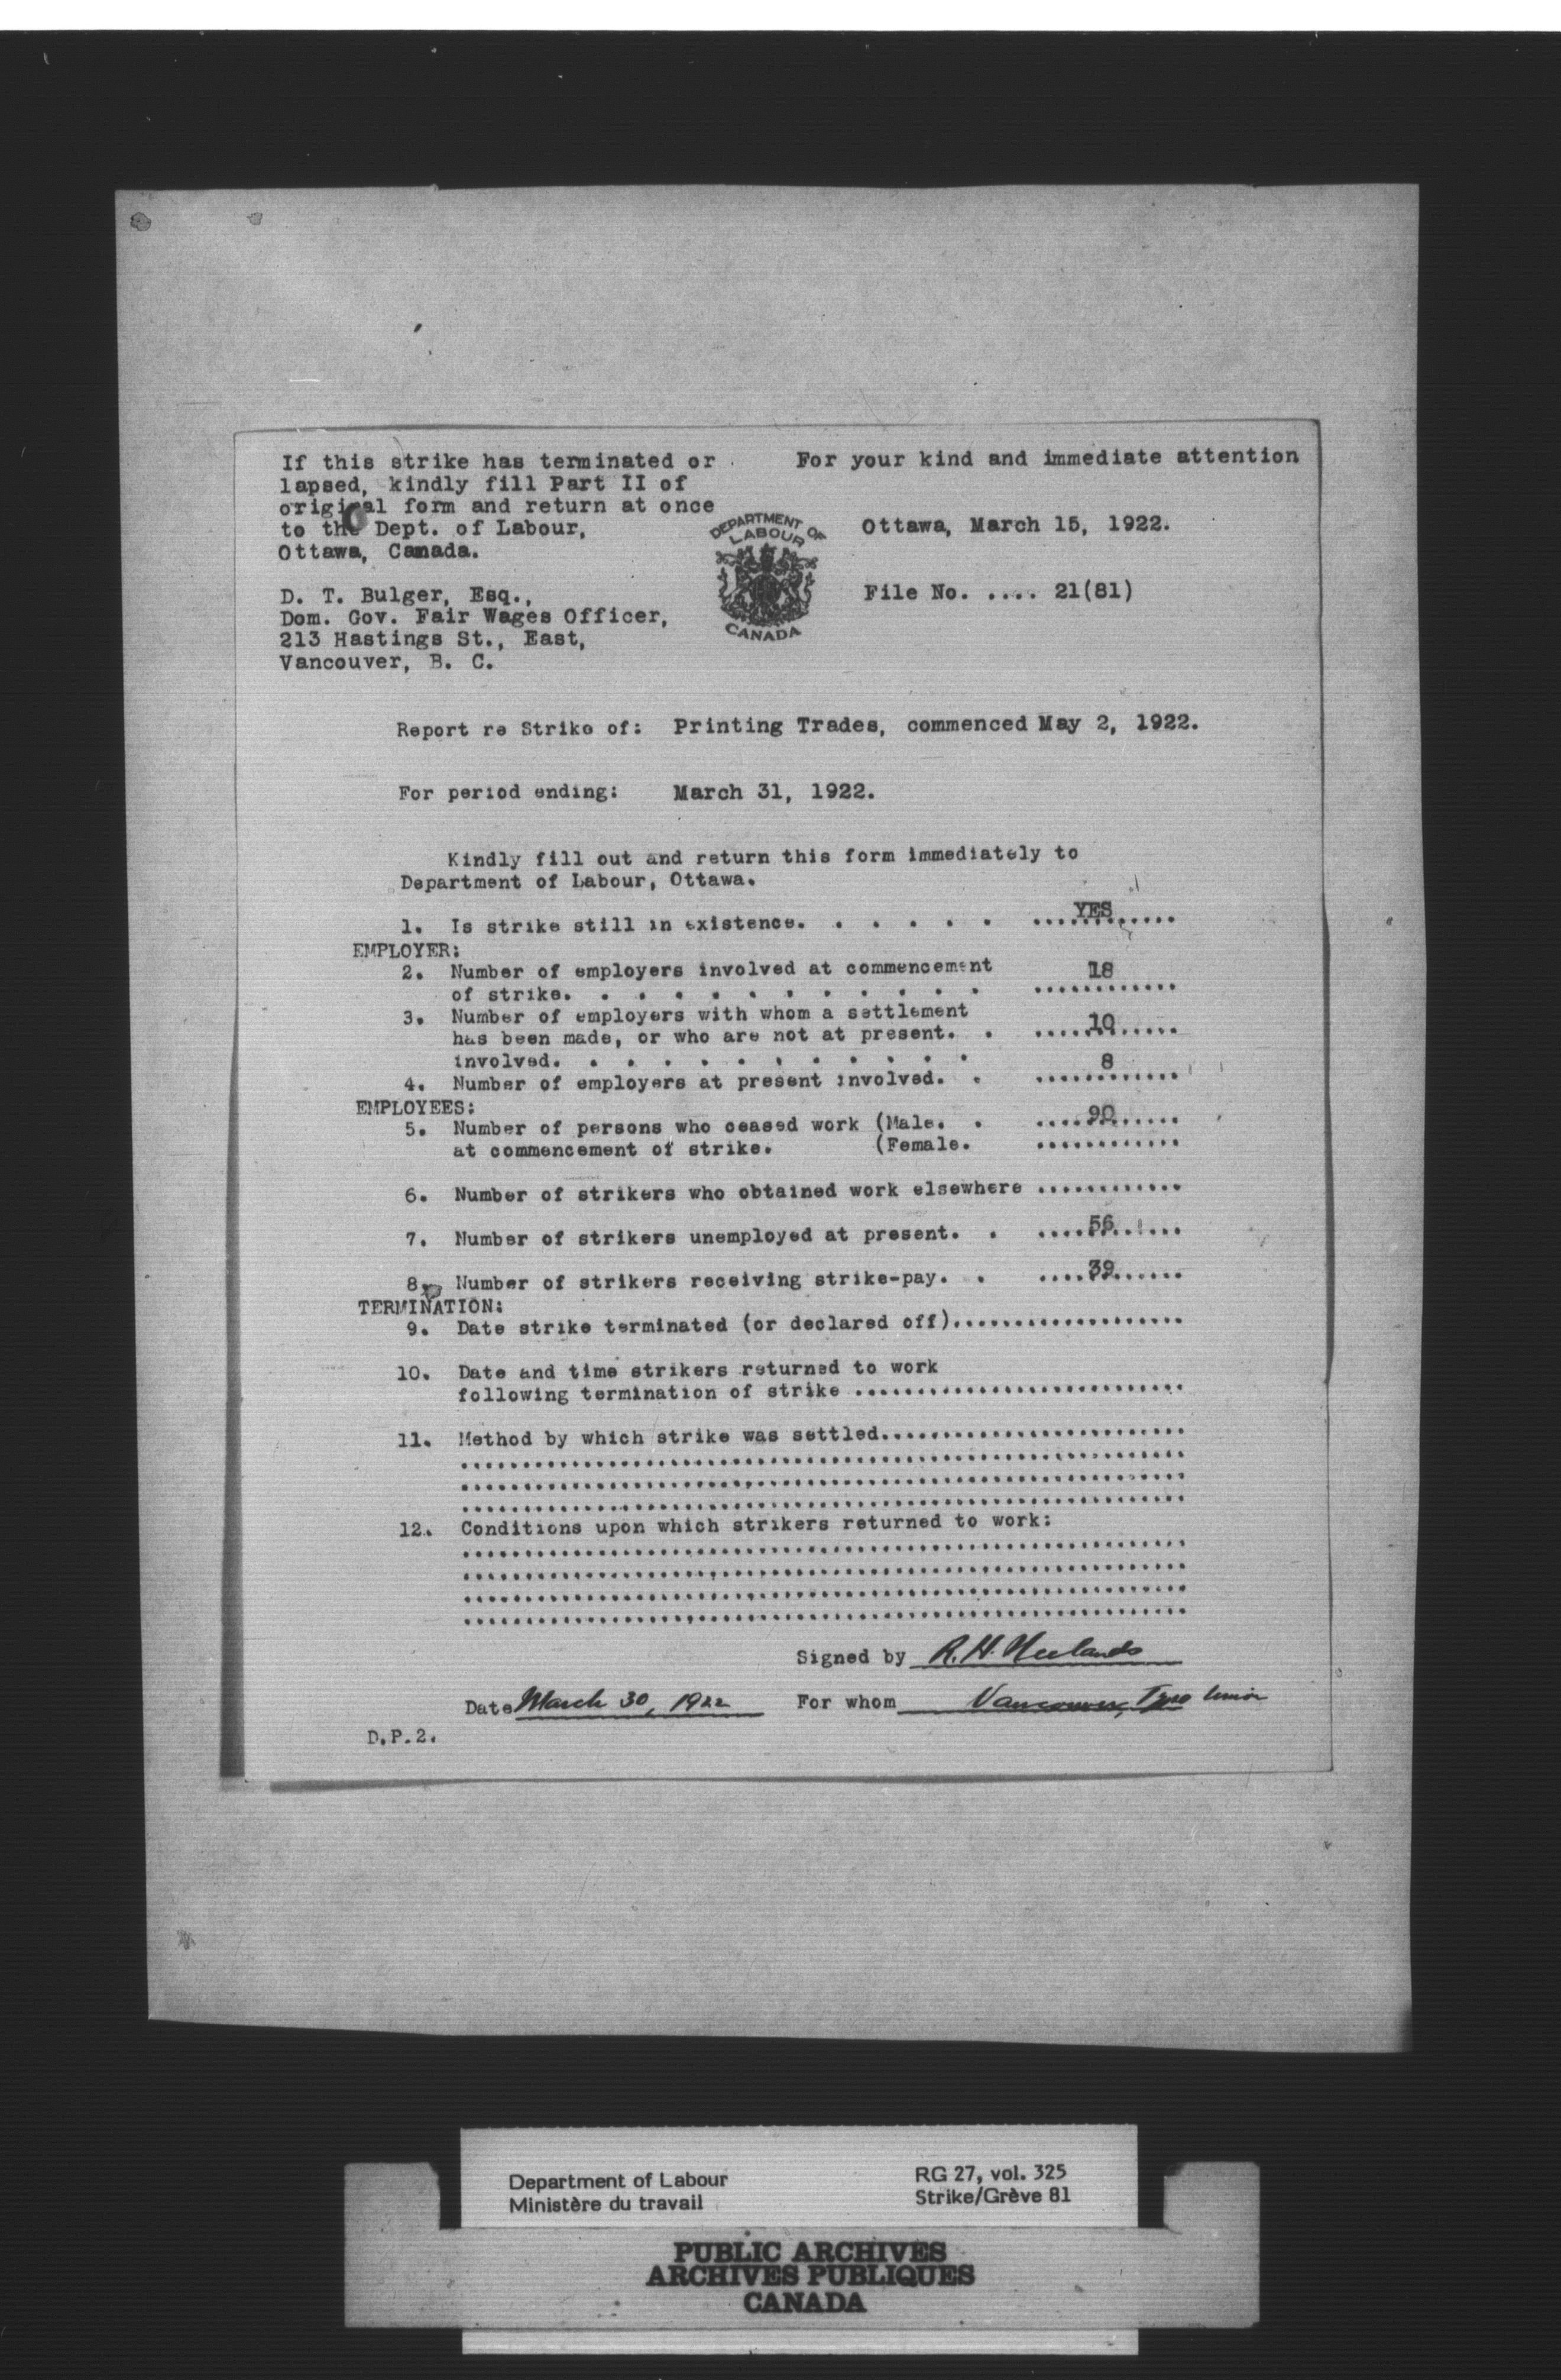 If this strike has terminated or
lapsed, kindly fill Part II of
original form and return at once
to the Dept. of Labour,
Ottawa, Canada.
For your kind and immediate attention
DEPARTMENT OF
LABOUR
CANADA
Ottawa, March 15, 1922.
File No. .... 21(81)
D. T. Bulger, Esq.,
Dom. Gov. Fair Wages Officer,
213 Hastings St., East,
Vancouver, B. C.
Report re Strike of: Printing Trades, commenced May 2, 1922.
For period ending: March 31, 1922.
Kindly fill out and return this form immediately to
Department of Labour, Ottawa.
1. Is strike still in existence. . . . . . YES
EMPLOYER:
2. Number of employers involved at commencement
of strike. . . . . . . . . . . . 18
3. Number of employers with whom a settlement
has been made, or who are not at present. . 10
involved. . . . . . . . . . . .
4. Number of employers at present involved. . 8
EMPLOYEES:
5. Number of persons who ceased work (Male. . 90
at commencement of strike. (Female. ............
6. Number of strikers who obtained work elsewhere ............
7. Number of strikers unemployed at present. . 56
8. Number of strikers receiving strike-pay. . 39
TERMINATION:
9. Date strike terminated (or declared off)...................
10. Date and time strikers returned to work
following termination of strike ...........................
11. Method by which strike was settled.........................
12. Conditions upon which strikers returned to work:
Signed by R. H. Neelands
Date March 30, 1922 For whom Vancouver Typo Union
D.P.2.
Department of Labour
Ministère du travail
RG 27, vol. 325
Strike/Grève 81
PUBLIC ARCHIVES
ARCHIVES PUBLIQUES
CANADA